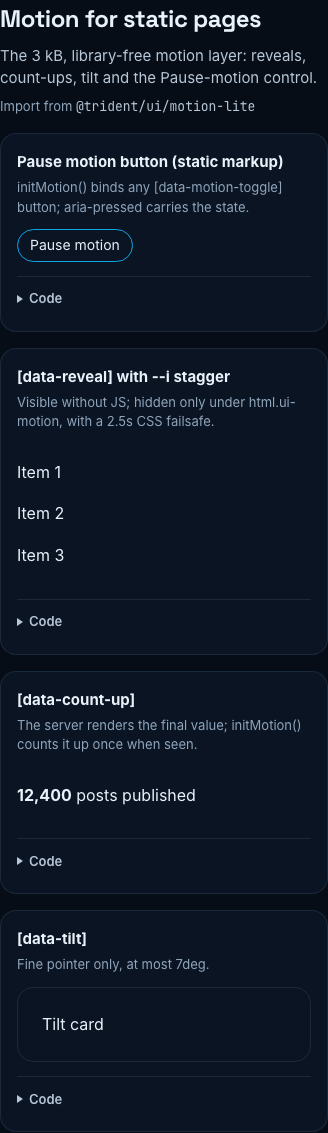 Motion for static pages
The 3 kB, library-free motion layer: reveals,
count-ups, tilt and the Pause-motion control.
Import from @trident/ui/motion-lite
Pause motion button (static markup)
initMotion() binds any [data-motion-toggle]
button; aria-pressed carries the state.
Pause motion
Code
[data-reveal] with --i stagger
Visible without JS; hidden only under html.ui-
motion, with a 2.5s CSS failsafe.
Item 1
Item 2
Item 3
Code
[data-count-up]
The server renders the final value; initMotion()
counts it up once when seen.
12,400 posts published
Code
[data-tilt]
Fine pointer only, at most 7deg.
Tilt card
Code